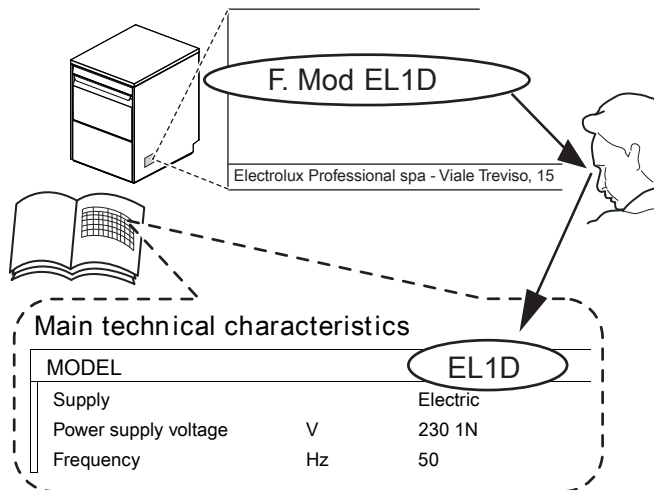 F. Mod EL1D
Electrolux Professional spa - Viale Treviso, 15
Main technical characteristics
MODEL EL1D
Supply Electric
Power supply voltage V 230 1N
Frequency Hz 50